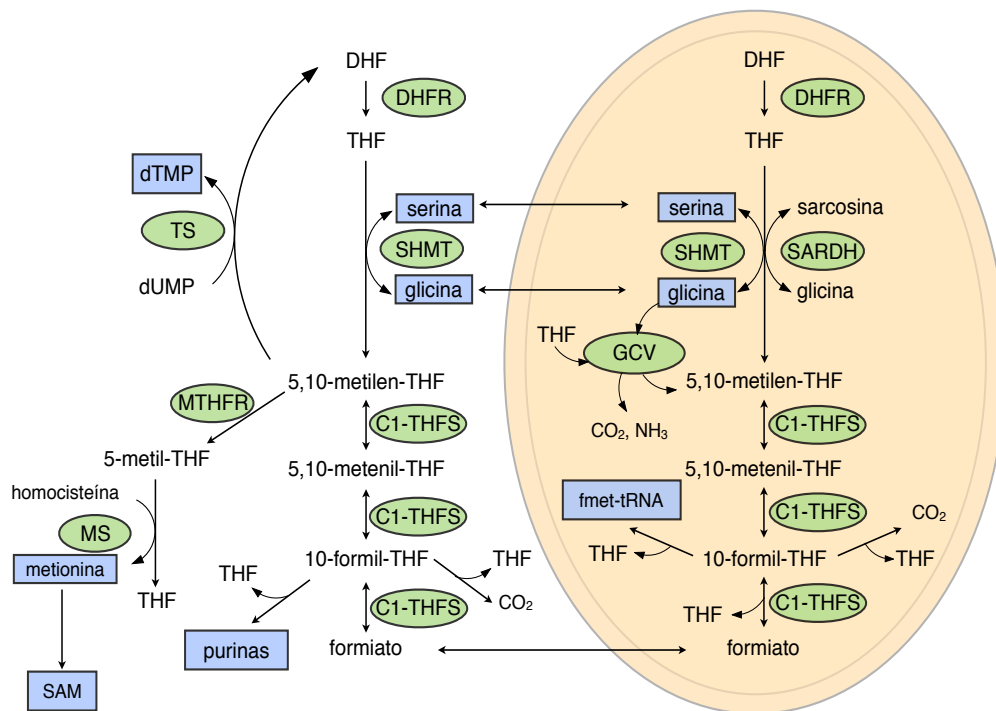 DHF
DHFR
THF
dTMP
TS
dUMP
serina
SHMT
glicina
5,10-metilen-THF
MTHFR
C1-THFS
5-metil-THF
5,10-metenil-THF
homocisteína
MS
metionina
THF
C1-THFS
10-formil-THF
THF
THF
CO2
C1-THFS
purinas
formiato
SAM
DHF
DHFR
THF
serina
sarcosina
SHMT
SARDH
glicina
glicina
THF
GCV
5,10-metilen-THF
CO2, NH3
C1-THFS
5,10-metenil-THF
fmet-tRNA
C1-THFS
CO2
THF
10-formil-THF
THF
THF
C1-THFS
formiato